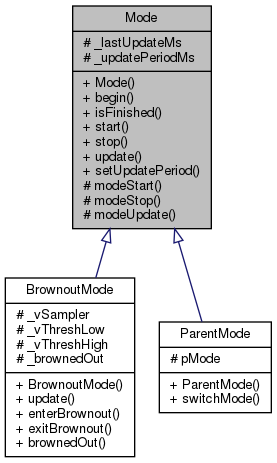 Mode
# _lastUpdateMs
# _updatePeriodMs
+ Mode()
+ begin()
+ isFinished()
+ start()
+ stop()
+ update()
+ setUpdatePeriod()
# modeStart()
# modeStop()
# modeUpdate()
BrownoutMode
# _vSampler
# _vThreshLow
# _vThreshHigh
# _brownedOut
+ BrownoutMode()
+ update()
+ enterBrownout()
+ exitBrownout()
+ brownedOut()
ParentMode
# pMode
+ ParentMode()
+ switchMode()